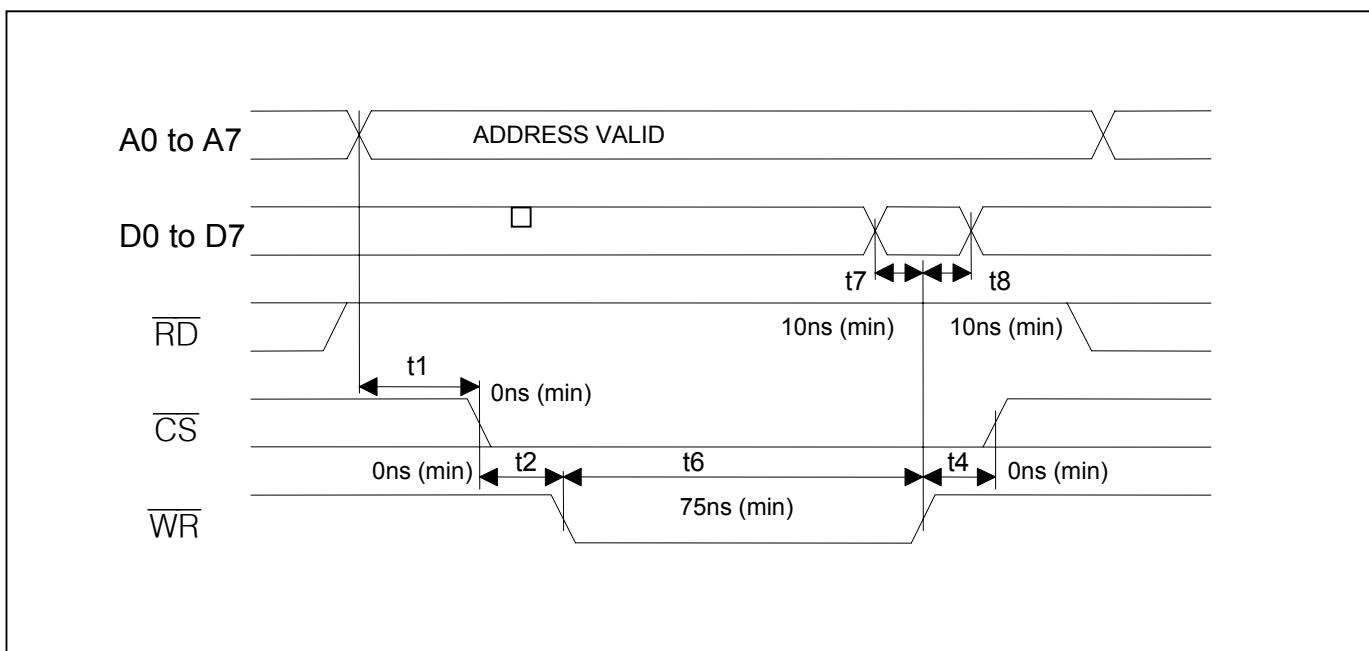 A0 to A7
ADDRESS VALID
D0 to D7
t7
t8
RD
10ns (min)
10ns (min)
t1
0ns (min)
CS
0ns (min)
t2
t6
t4
0ns (min)
WR
75ns (min)